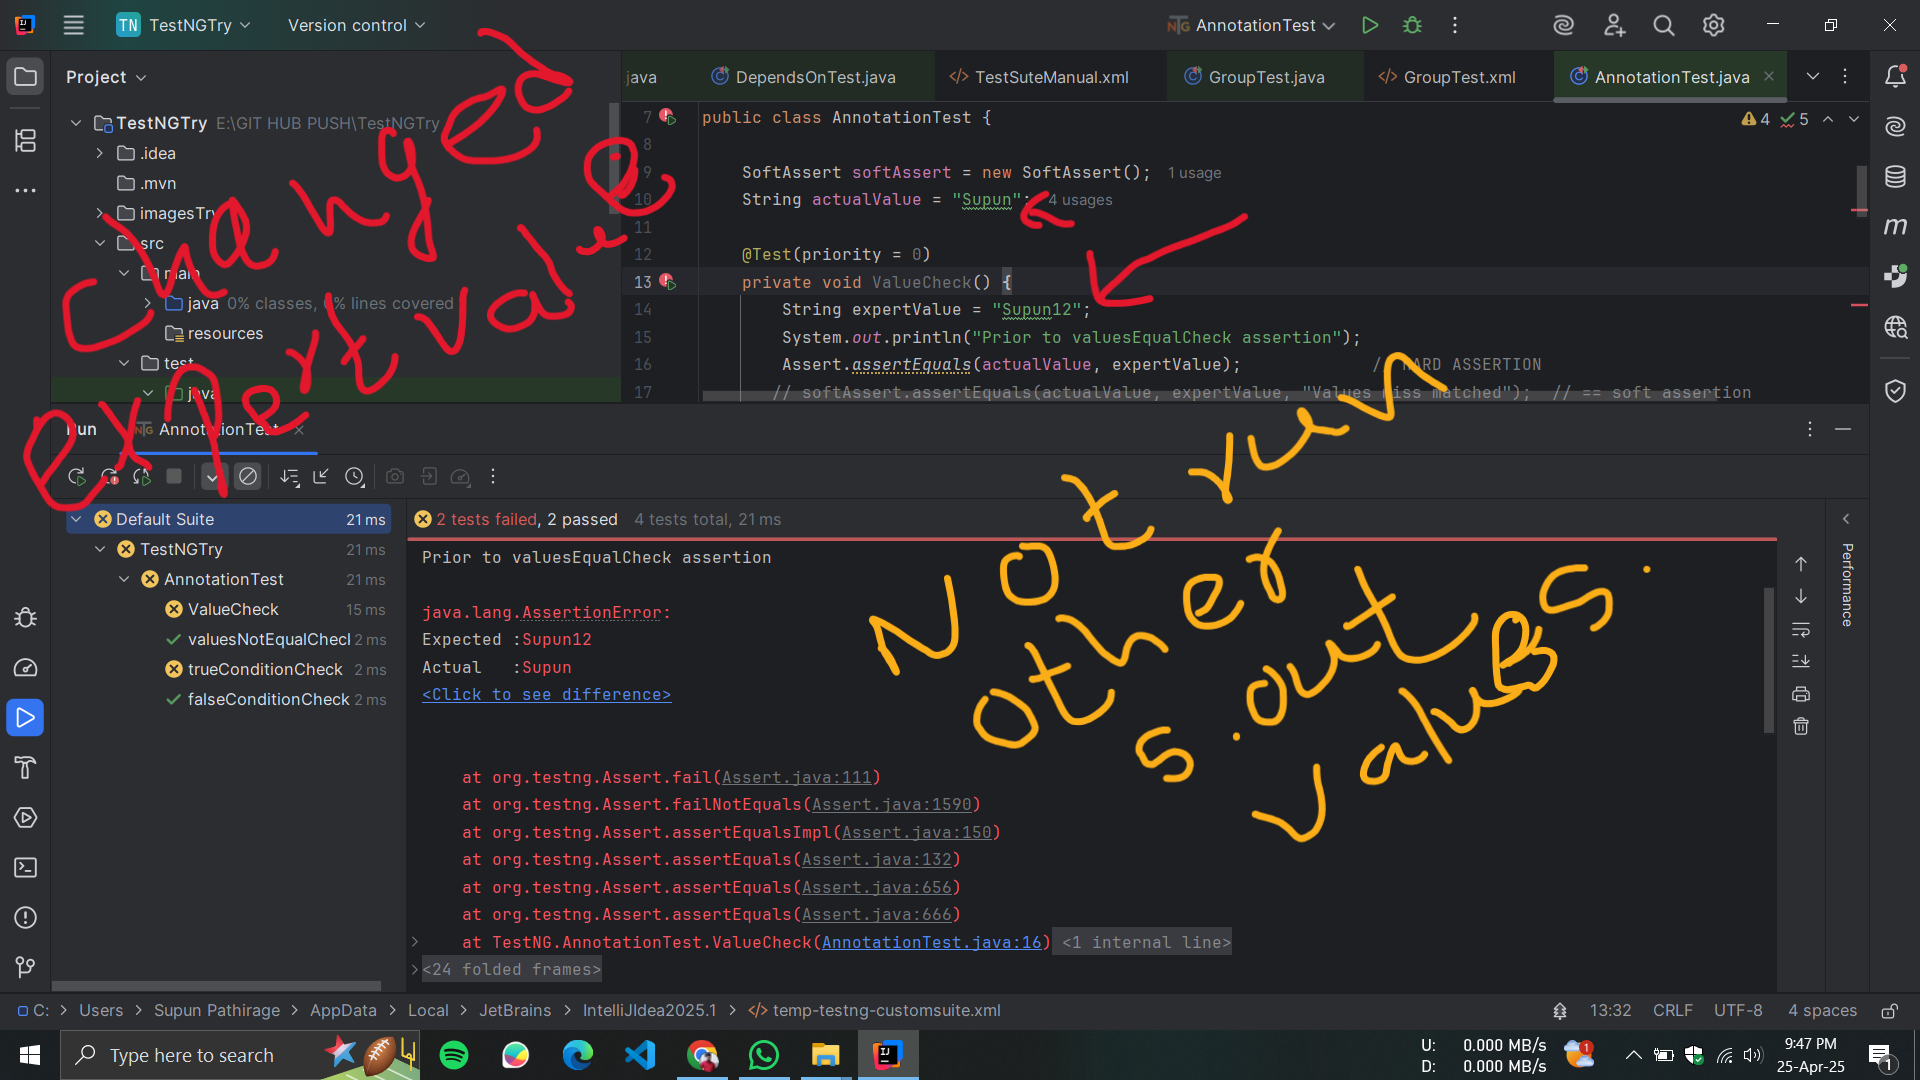 TN TestNGTry Version control AnnotationTest
Project
java DependsOnTest.java TestSuteManual.xml GroupTest.java GroupTest.xml AnnotationTest.java
TestNGTry E:\GIT HUB PUSH\TestNGTry
.idea
.mvn
imagesTry
src
main
java 0% classes, 0% lines covered
resources
test
java
changed
expert value
7 public class AnnotationTest {
4 5
8
9 SoftAssert softAssert = new SoftAssert(); 1 usage
10 String actualValue = "Supun"; 4 usages
11
12 @Test(priority = 0)
13 private void ValueCheck() {
14 String expertValue = "Supun12";
15 System.out.println("Prior to valuesEqualCheck assertion");
16 Assert.assertEquals(actualValue, expertValue); // HARD ASSERTION
17 // softAssert.assertEquals(actualValue, expertValue, "Values miss matched"); // == soft assertion
Run AnnotationTest
Default Suite 21 ms
TestNGTry 21 ms
AnnotationTest 21 ms
ValueCheck 15 ms
valuesNotEqualChecl 2 ms
trueConditionCheck 2 ms
falseConditionCheck 2 ms
2 tests failed, 2 passed 4 tests total, 21 ms
Prior to valuesEqualCheck assertion
java.lang.AssertionError:
Expected :Supun12
Actual :Supun
<Click to see difference>
at org.testng.Assert.fail(Assert.java:111)
at org.testng.Assert.failNotEquals(Assert.java:1590)
at org.testng.Assert.assertEqualsImpl(Assert.java:150)
at org.testng.Assert.assertEquals(Assert.java:132)
at org.testng.Assert.assertEquals(Assert.java:656)
at org.testng.Assert.assertEquals(Assert.java:666)
at TestNG.AnnotationTest.ValueCheck(AnnotationTest.java:16) <1 internal line>
<24 folded frames>
Not run
other
s.out
values.
Performance
C: Users Supun Pathirage AppData Local JetBrains IntelliJIdea2025.1 temp-testng-customsuite.xml
13:32 CRLF UTF-8 4 spaces
Type here to search
U: 0.000 MB/s
D: 0.000 MB/s
1
9:47 PM
25-Apr-25
1